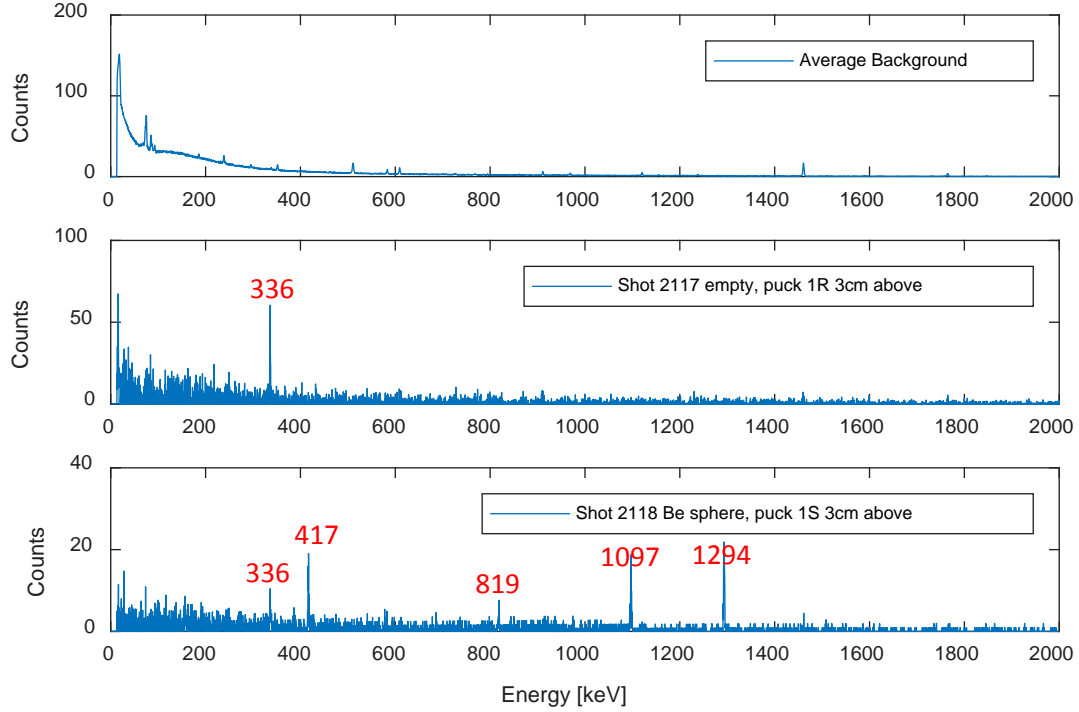 200
100
0
Counts
Average Background
0 200 400 600 800 1000 1200 1400 1600 1800 2000
100
50
0
Counts
Shot 2117 empty, puck 1R 3cm above
336
0 200 400 600 800 1000 1200 1400 1600 1800 2000
40
20
0
Counts
Shot 2118 Be sphere, puck 1S 3cm above
336 417 819 1097 1294
0 200 400 600 800 1000 1200 1400 1600 1800 2000
Energy [keV]